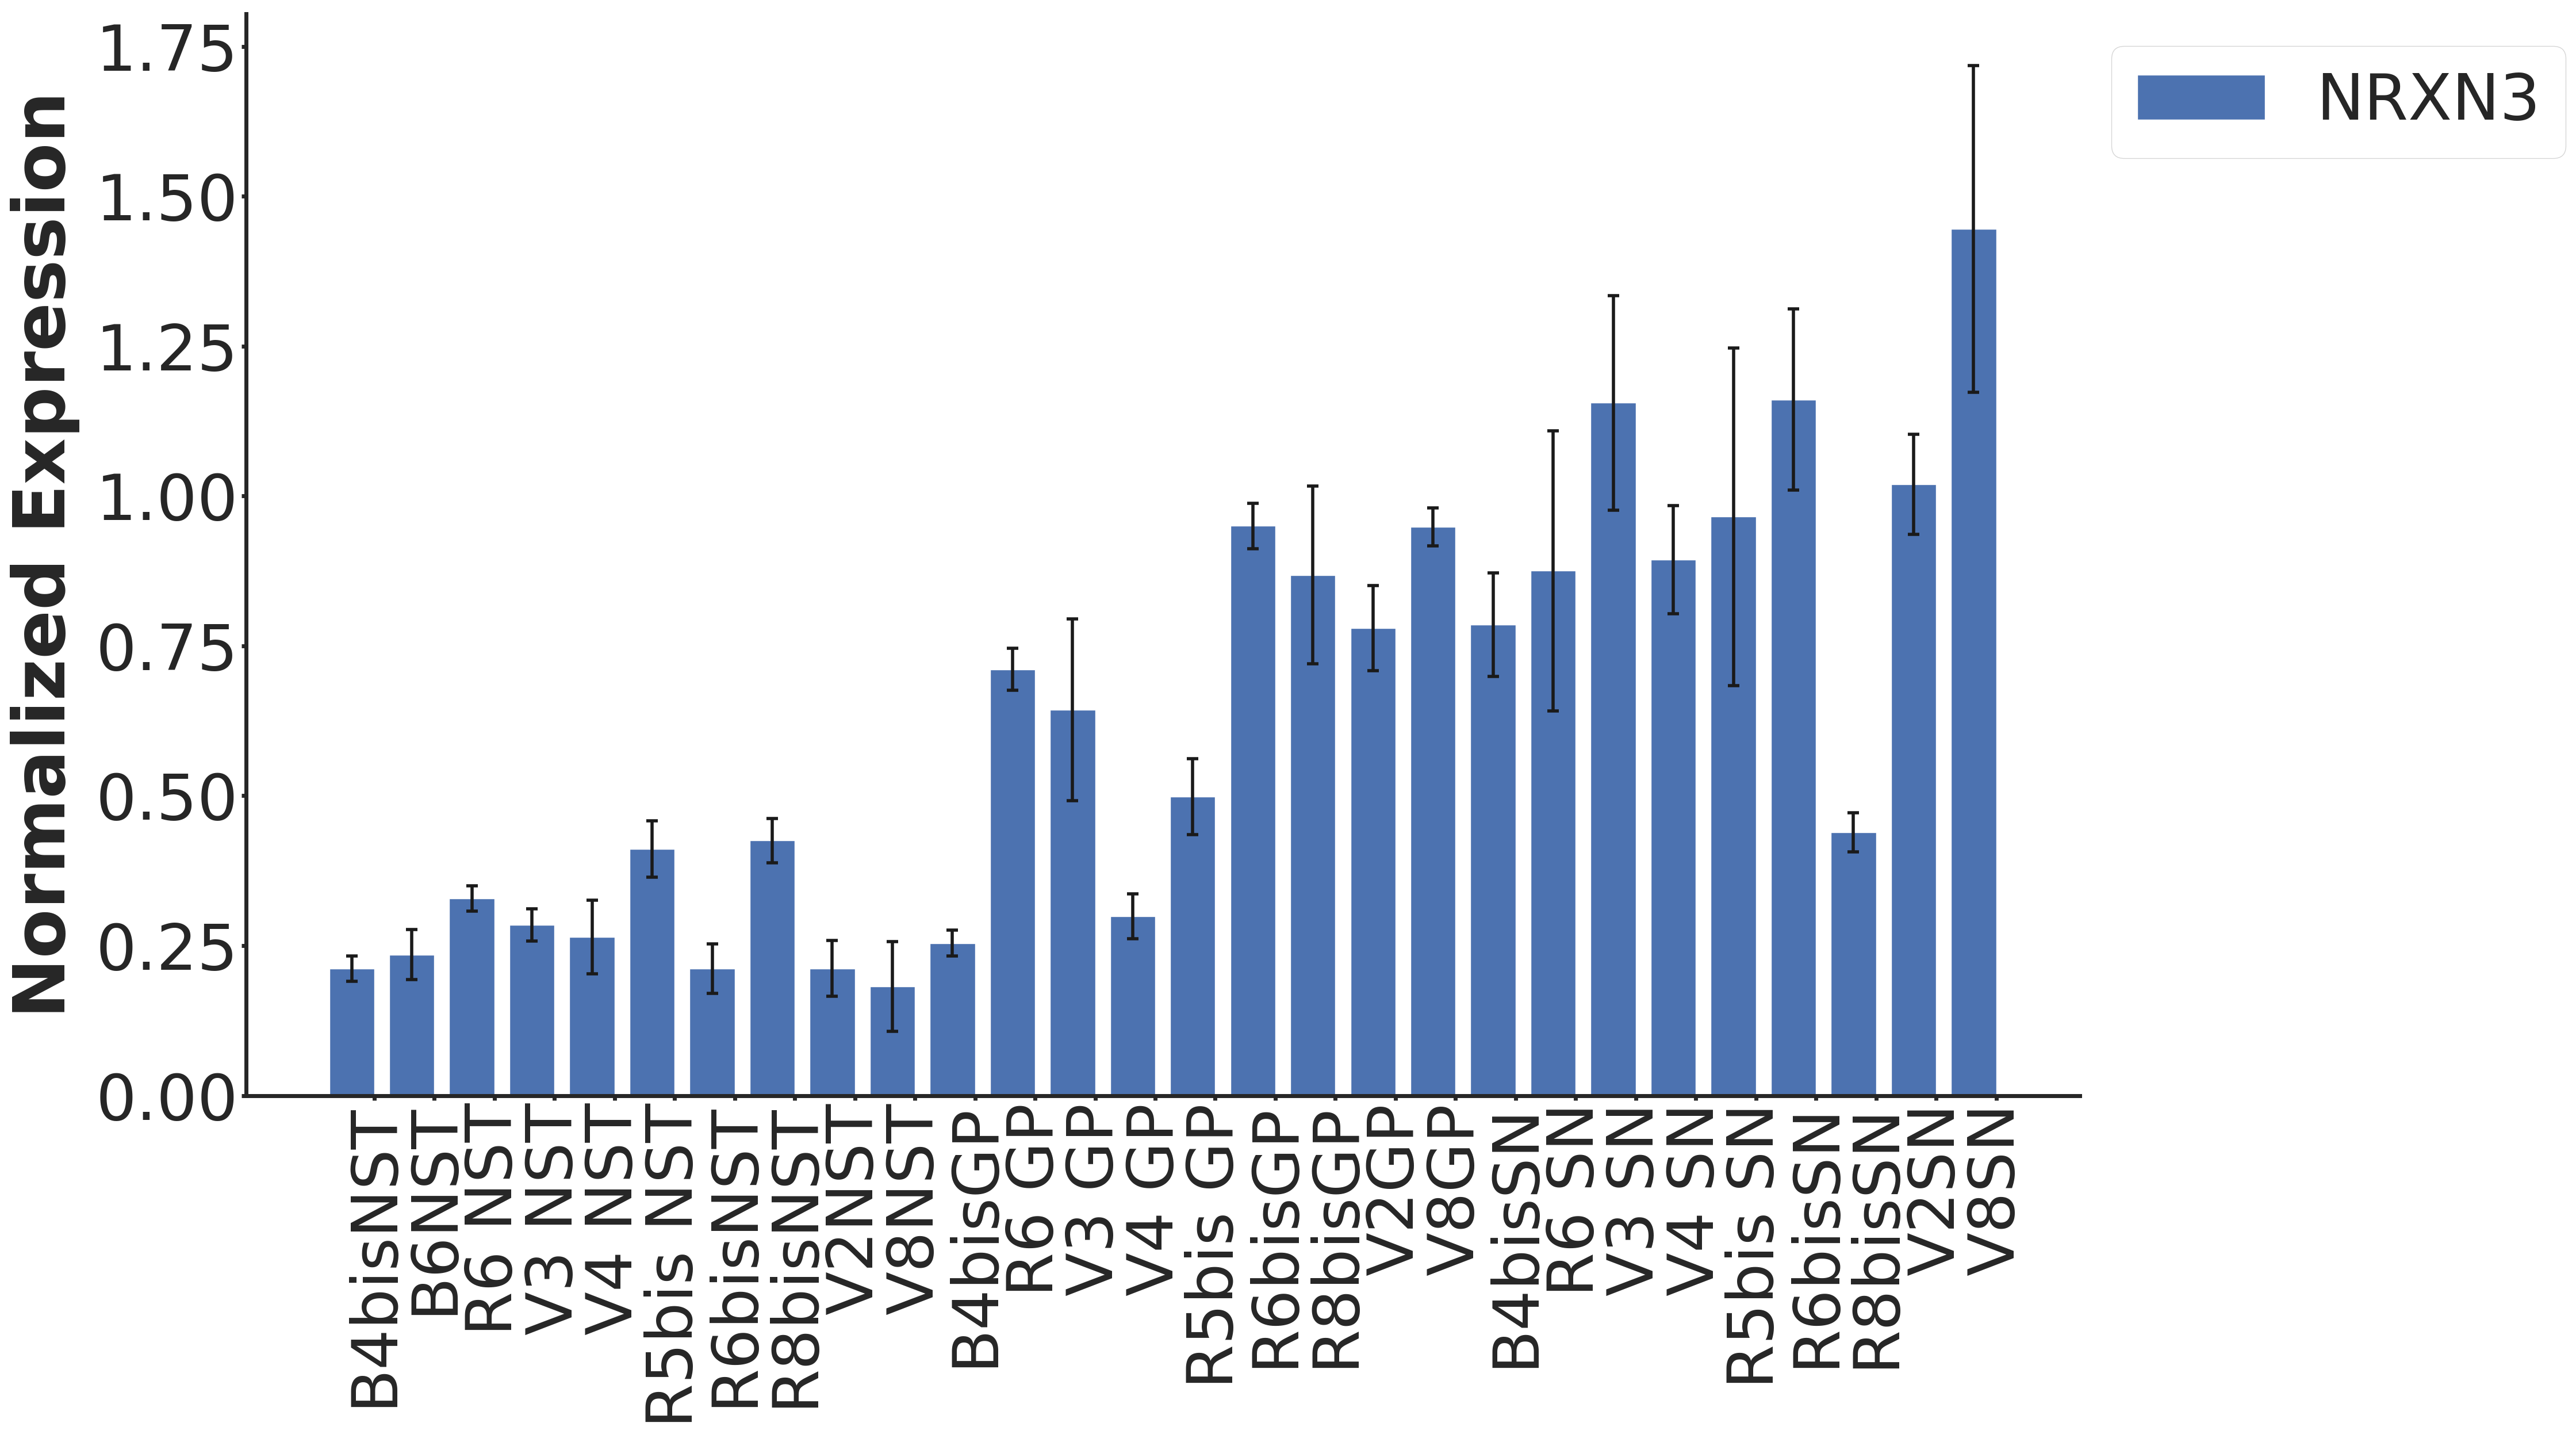 1.75
1.50
1.25
1.00
0.75
0.50
0.25
0.00
Normalized Expression
NRXN3
B4bisNST
B6NST
R6 NST
V3 NST
V4 NST
R5bis NST
R6bisNST
R8bisNST
V2NST
V8NST
B4bisGP
R6 GP
V3 GP
V4 GP
R5bis GP
R6bisGP
R8bisGP
V2GP
V8GP
B4bisSN
R6 SN
V3 SN
V4 SN
R5bis SN
R6bisSN
R8bisSN
V2SN
V8SN